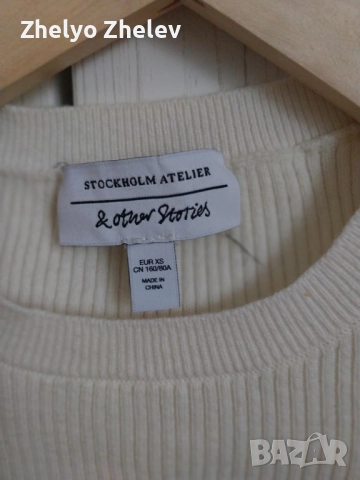 Zhelyo Zhelev
STOCKHOLM ATELIER
& other Stories
EUR XS
CN 160/80A
MADE IN
CHINA
BAZAR